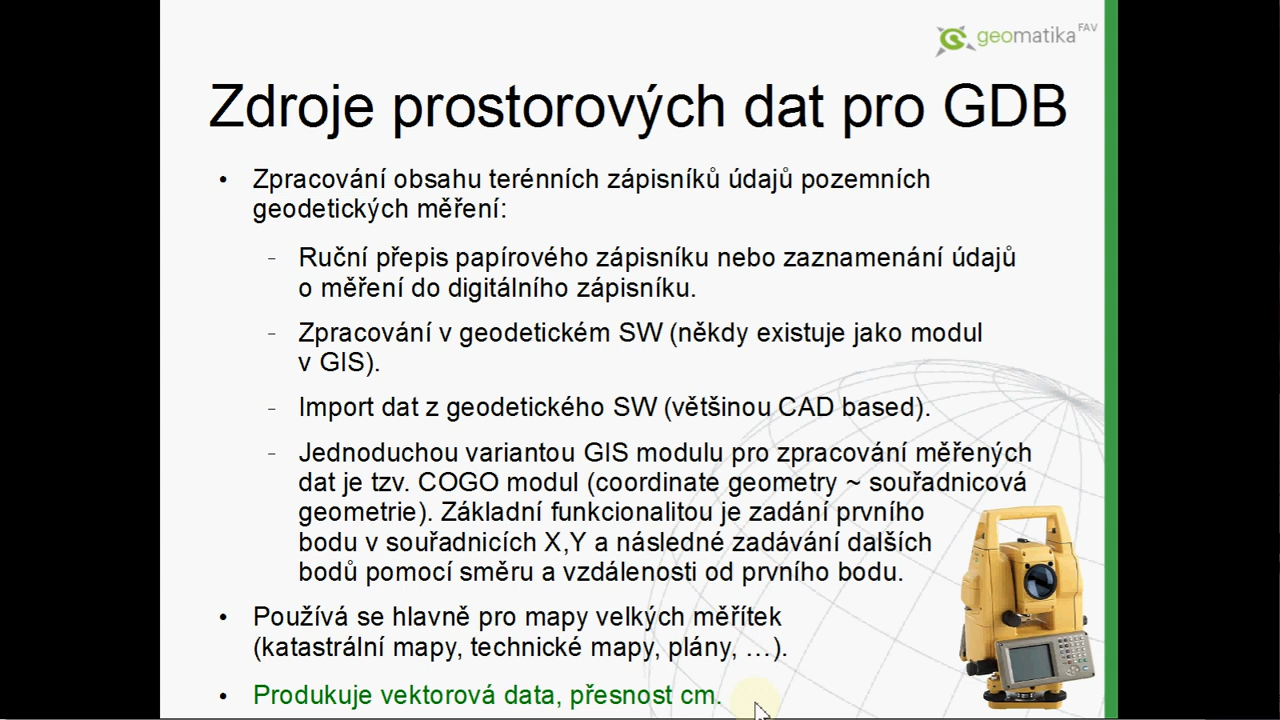 geomatika FAV
Zdroje prostorových dat pro GDB
• Zpracování obsahu terénních zápisníků údajů pozemních
geodetických měření:
- Ruční přepis papírového zápisníku nebo zaznamenání údajů
o měření do digitálního zápisníku.
- Zpracování v geodetickém SW (někdy existuje jako modul
v GIS).
- Import dat z geodetického SW (většinou CAD based).
- Jednoduchou variantou GIS modulu pro zpracování měřených
dat je tzv. COGO modul (coordinate geometry ~ souřadnicová
geometrie). Základní funkcionalitou je zadání prvního
bodu v souřadnicích X,Y a následné zadávání dalších
bodů pomocí směru a vzdálenosti od prvního bodu.
• Používá se hlavně pro mapy velkých měřítek
(katastrální mapy, technické mapy, plány, …).
• Produkuje vektorová data, přesnost cm.